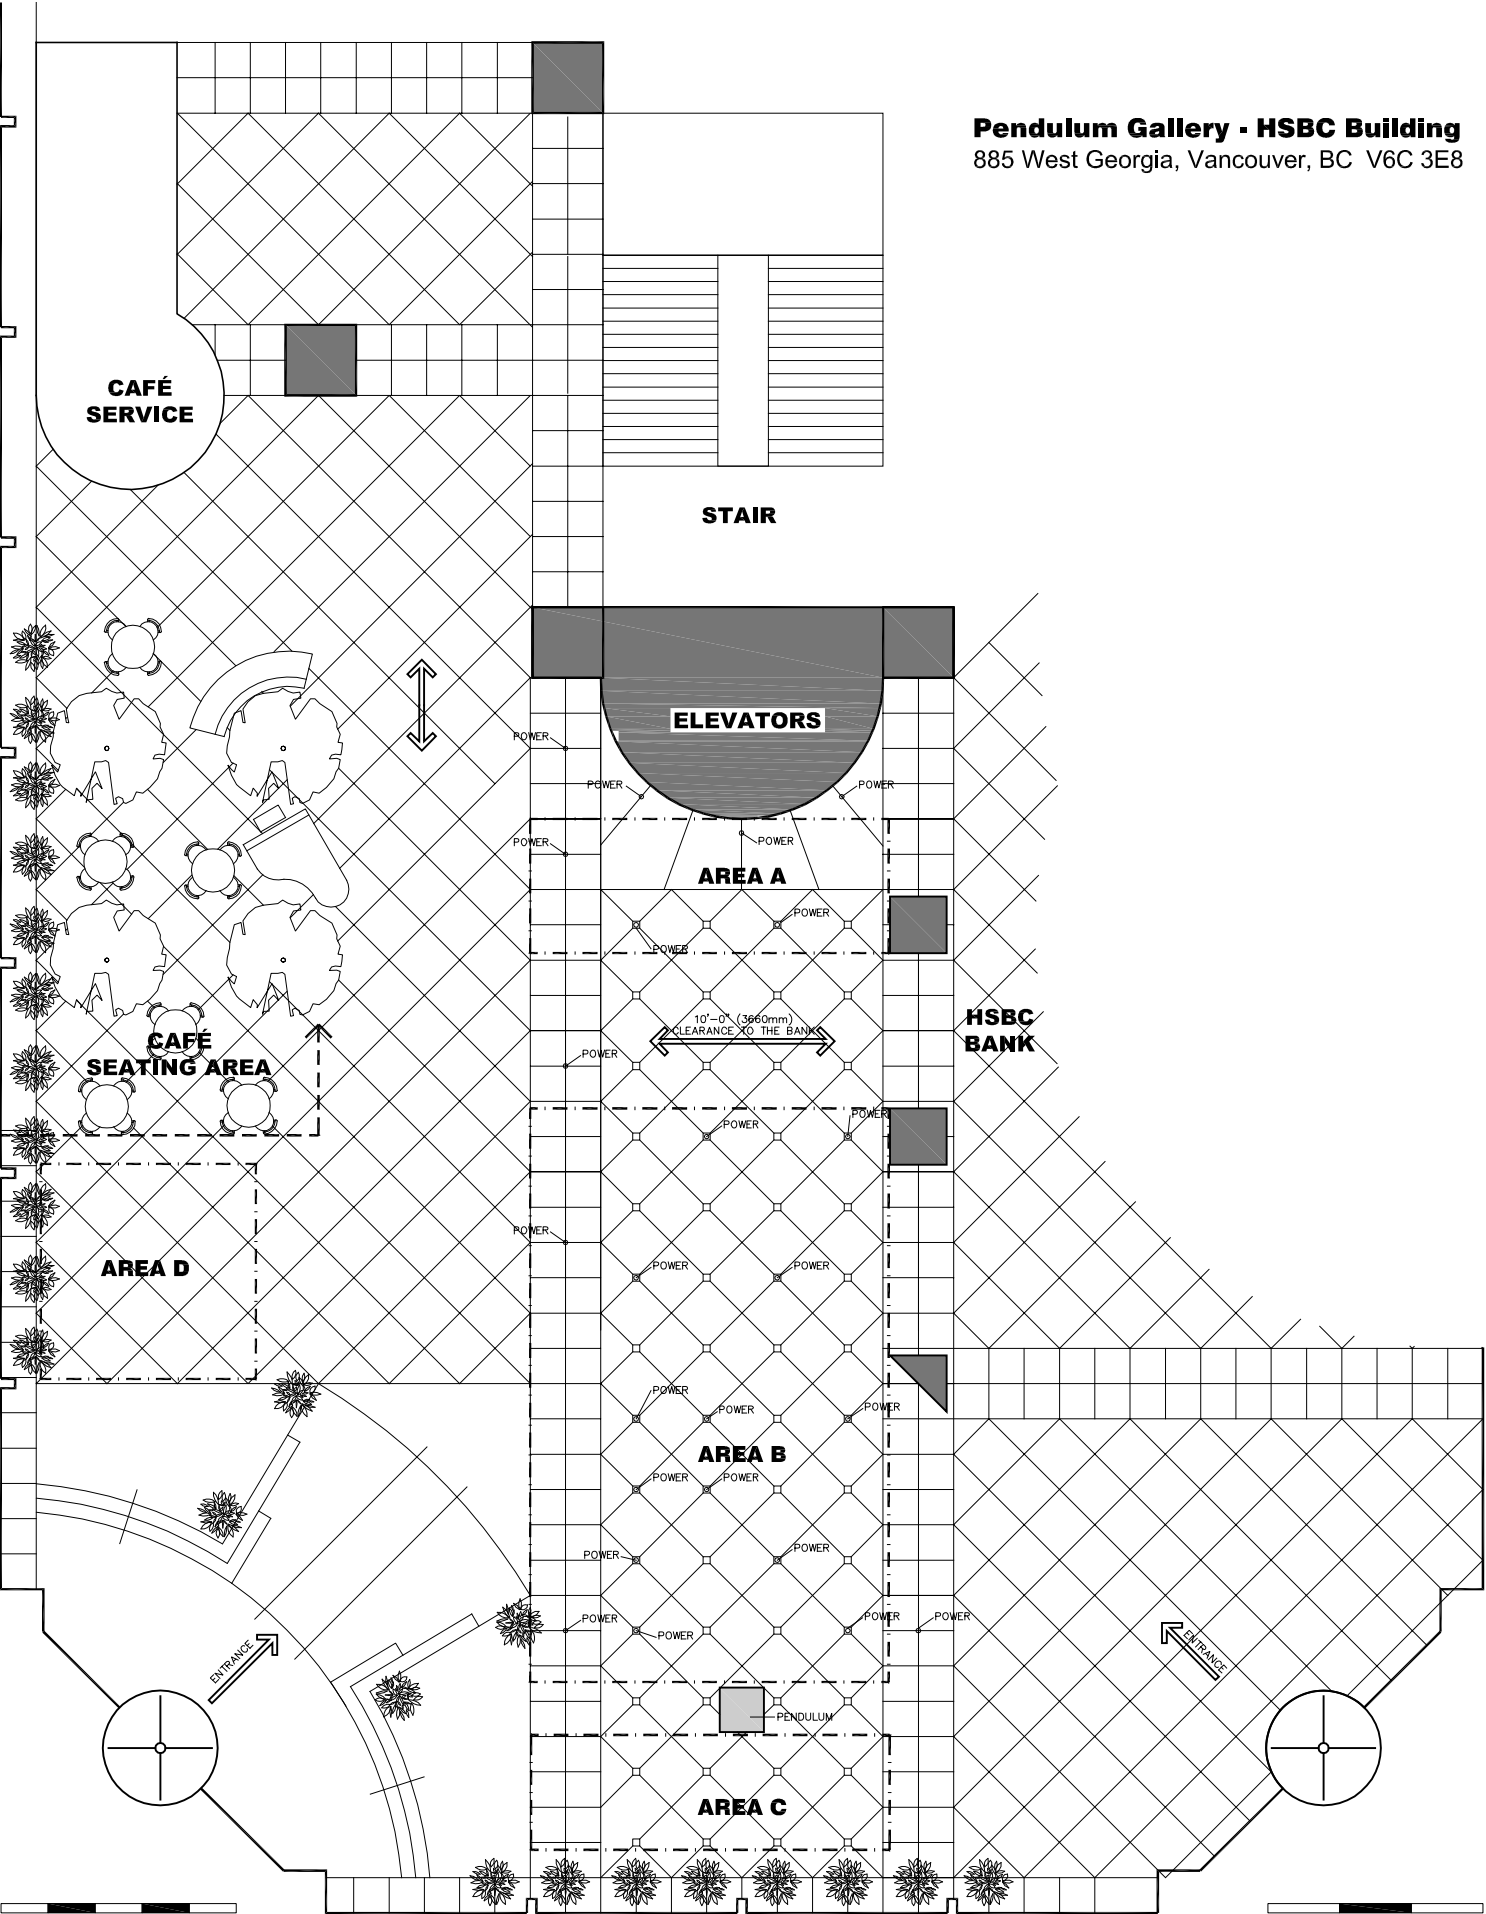 Pendulum Gallery - HSBC Building
885 West Georgia, Vancouver, BC V6C 3E8
CAFÉ
SERVICE
STAIR
ELEVATORS
POWER
POWER
POWER
POWER
POWER
AREA A
POWER
POWER
10'-0" (3660mm)
CLEARANCE TO THE BANK
HSBC
BANK
CAFÉ
SEATING AREA
POWER
POWER
POWER
POWER
AREA D
POWER
POWER
POWER
POWER
POWER
AREA B
POWER
POWER
POWER
POWER
POWER
POWER
POWER
POWER
ENTRANCE
ENTRANCE
PENDULUM
AREA C